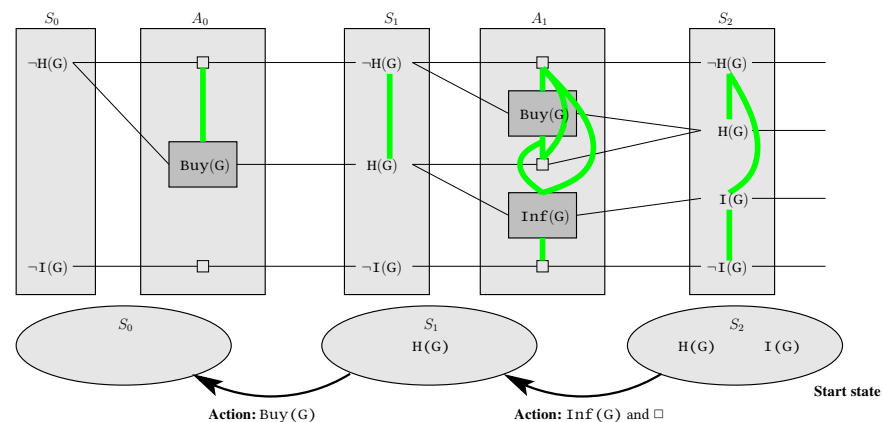 S₀ A₀ S₁ A₁ S₂
¬H(G) ¬H(G) ¬H(G)
Buy(G)
H(G)
Buy(G) H(G)
I(G)
Inf(G)
¬I(G) ¬I(G) ¬I(G)
S₀ S₁ S₂
H(G) H(G) I(G)
Start state
Action: Buy(G) Action: Inf(G) and □